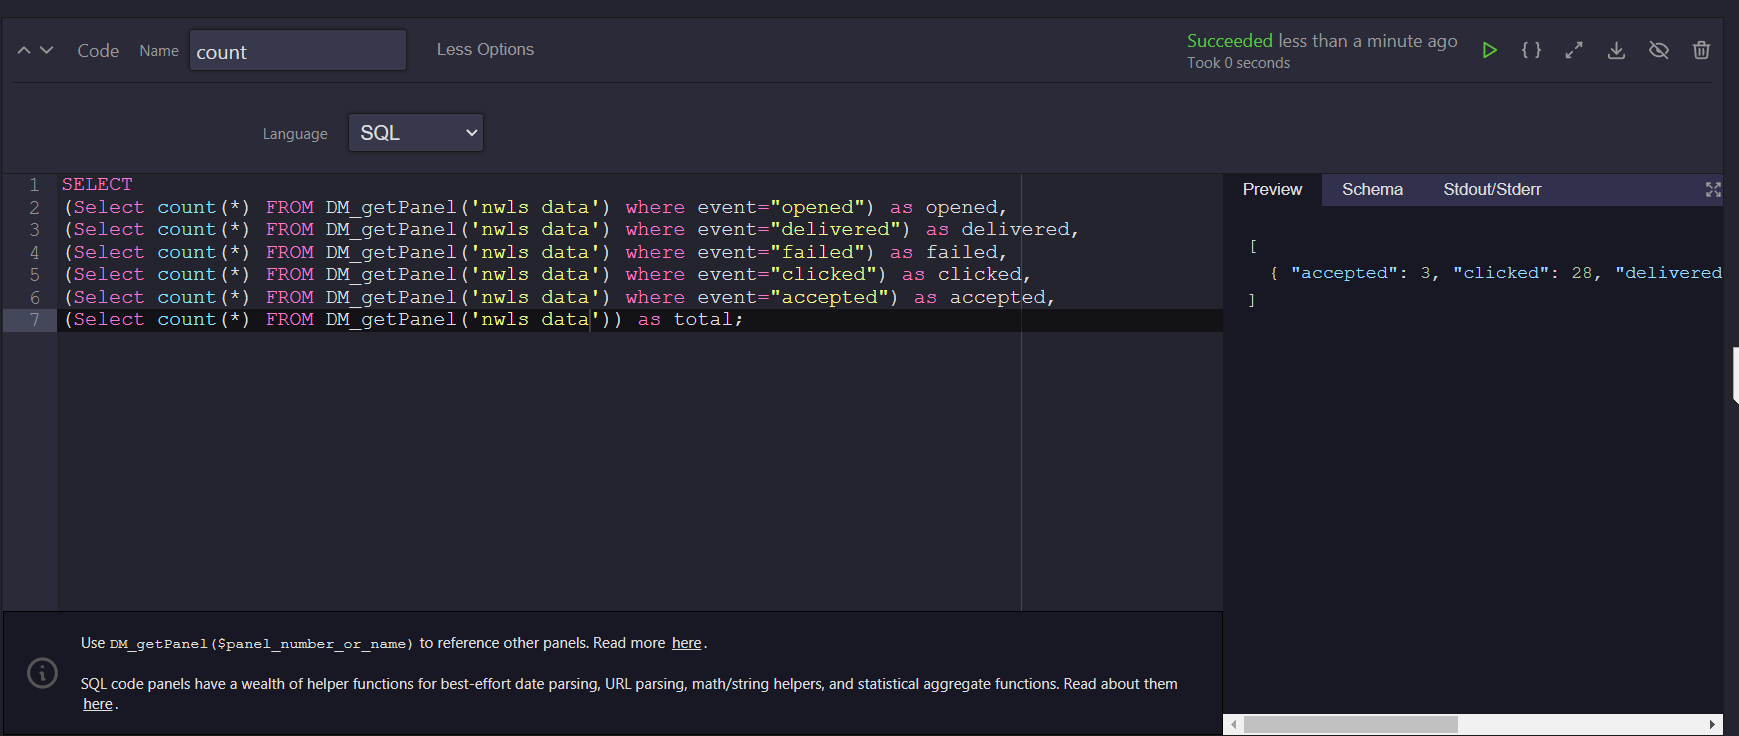 Code Name count Less Options Succeeded less than a minute ago
Took 0 seconds
Language SQL
1 SELECT
2 (Select count(*) FROM DM_getPanel('nwls data') where event="opened") as opened,
3 (Select count(*) FROM DM_getPanel('nwls data') where event="delivered") as delivered,
4 (Select count(*) FROM DM_getPanel('nwls data') where event="failed") as failed,
5 (Select count(*) FROM DM_getPanel('nwls data') where event="clicked") as clicked,
6 (Select count(*) FROM DM_getPanel('nwls data') where event="accepted") as accepted,
7 (Select count(*) FROM DM_getPanel('nwls data')) as total;
Preview Schema Stdout/Stderr
[
{ "accepted": 3, "clicked": 28, "delivered
]
Use DM_getPanel($panel_number_or_name) to reference other panels. Read more here.
SQL code panels have a wealth of helper functions for best-effort date parsing, URL parsing, math/string helpers, and statistical aggregate functions. Read about them
here.